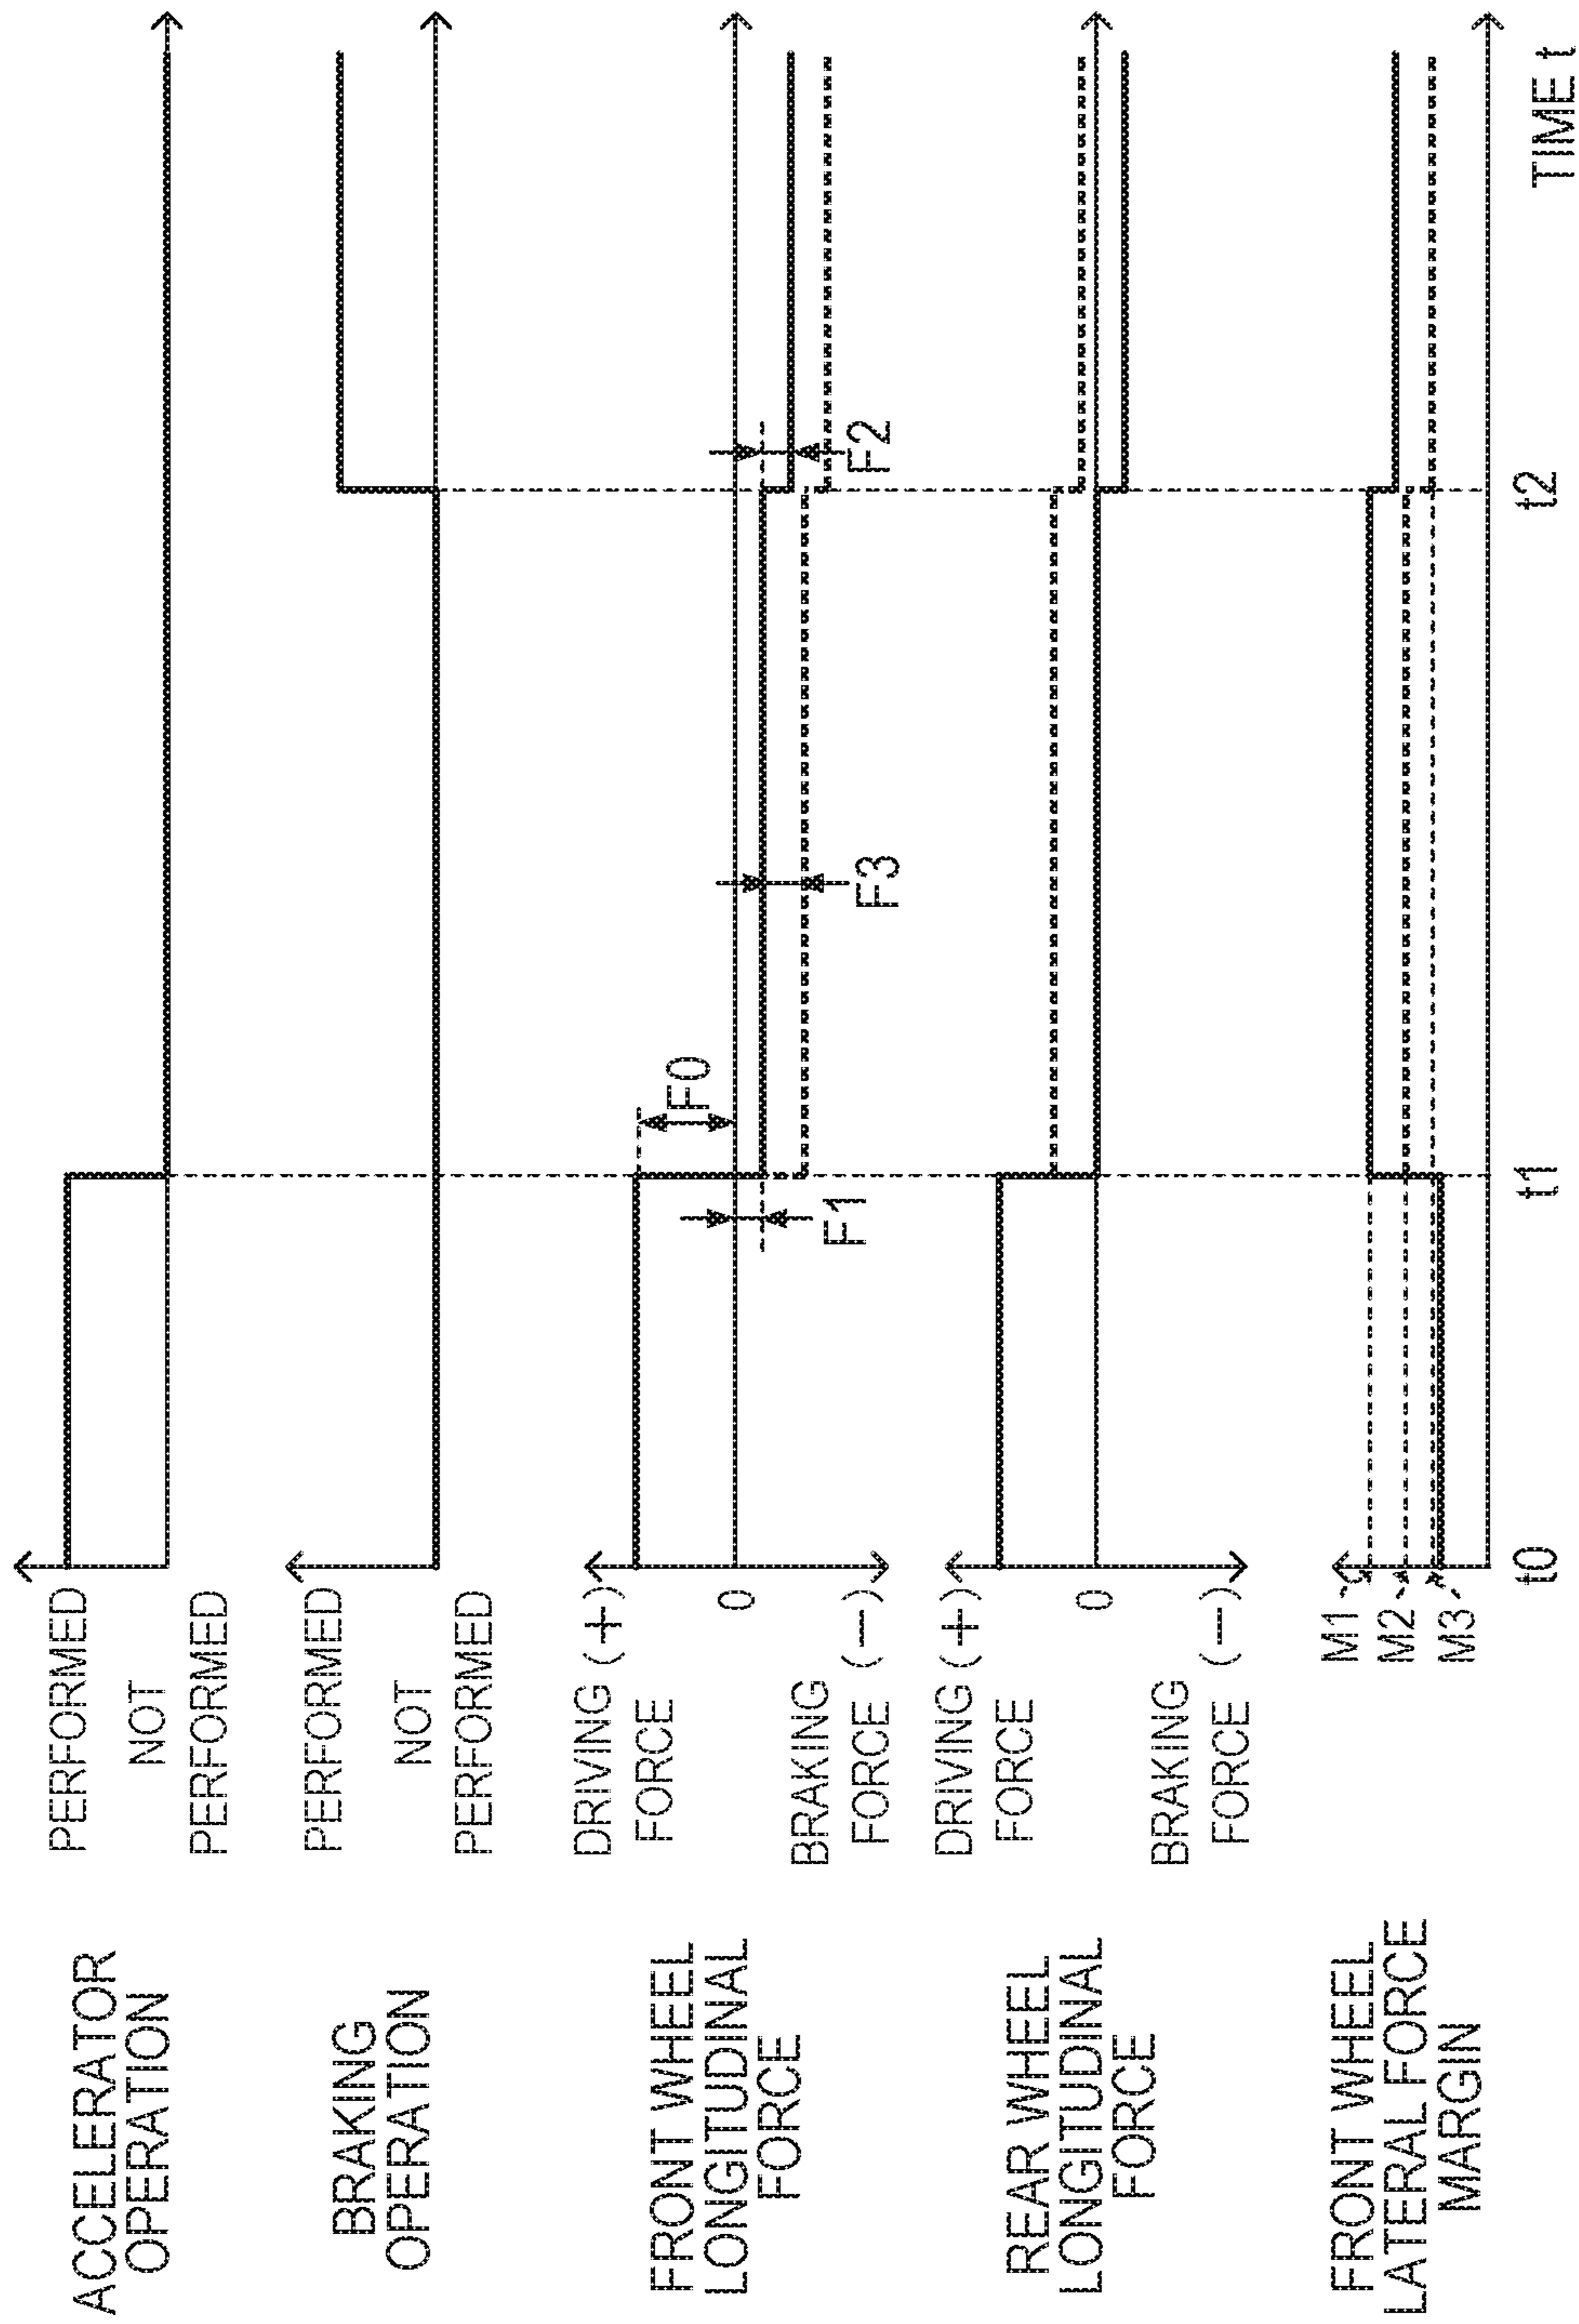 ACCELERATOR
OPERATION
PERFORMED
NOT
PERFORMED
BRAKING
OPERATION
PERFORMED
NOT
PERFORMED
FRONT WHEEL
LONGITUDINAL
FORCE
DRIVING (+)
FORCE
0
BRAKING
FORCE (−)
F0
F1
F2
F3
REAR WHEEL
LONGITUDINAL
FORCE
DRIVING (+)
FORCE
0
BRAKING
FORCE (−)
FRONT WHEEL
LATERAL FORCE
MARGIN
M1
M2
M3
t0
t1
t2
TIME t